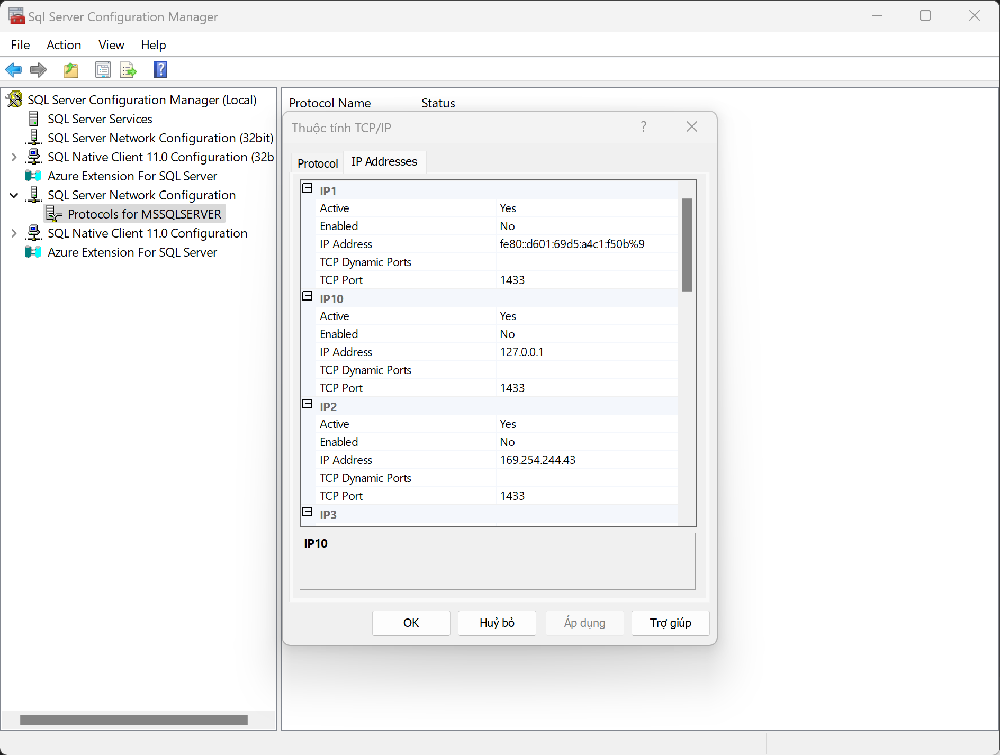 Sql Server Configuration Manager
File Action View Help
SQL Server Configuration Manager (Local)
SQL Server Services
SQL Server Network Configuration (32bit)
SQL Native Client 11.0 Configuration (32b
Azure Extension For SQL Server
SQL Server Network Configuration
Protocols for MSSQLSERVER
SQL Native Client 11.0 Configuration
Azure Extension For SQL Server
Protocol Name Status
Thuộc tính TCP/IP ?
Protocol IP Addresses
IP1
Active Yes
Enabled No
IP Address fe80::d601:69d5:a4c1:f50b%9
TCP Dynamic Ports
TCP Port 1433
IP10
Active Yes
Enabled No
IP Address 127.0.0.1
TCP Dynamic Ports
TCP Port 1433
IP2
Active Yes
Enabled No
IP Address 169.254.244.43
TCP Dynamic Ports
TCP Port 1433
IP3
IP10
OK Huỷ bỏ Áp dụng Trợ giúp